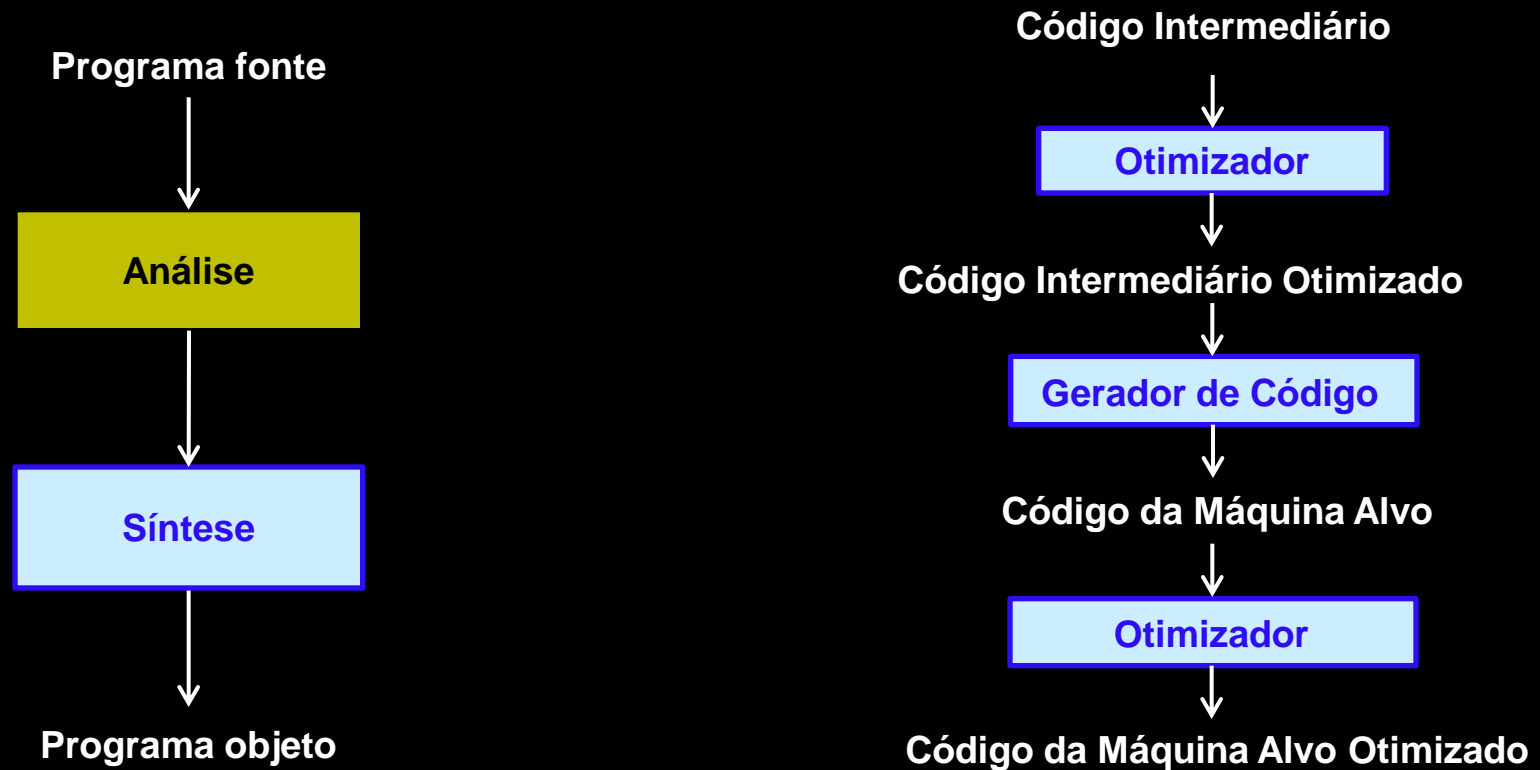 Programa fonte
Análise
Síntese
Programa objeto
Código Intermediário
Otimizador
Código Intermediário Otimizado
Gerador de Código
Código da Máquina Alvo
Otimizador
Código da Máquina Alvo Otimizado